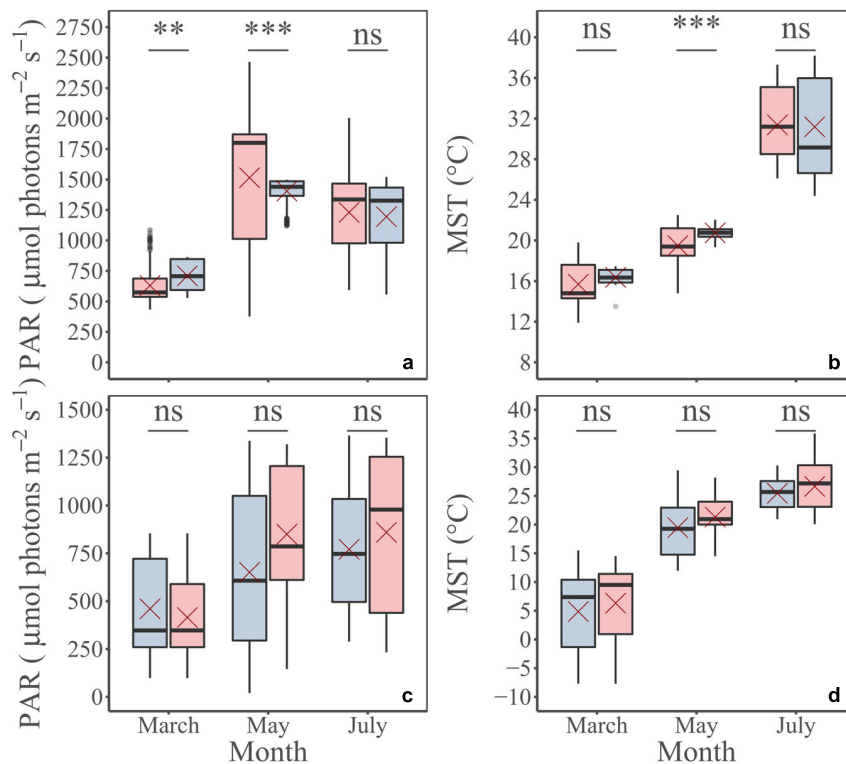 PAR ( μmol photons m⁻² s⁻¹)
2750
2500
2250
2000
1750
1500
1250
1000
750
500
250
0
** *** ns
a
MST (°C)
40
36
32
28
24
20
16
12
8
ns *** ns
b
PAR ( μmol photons m⁻² s⁻¹)
1500
1250
1000
750
500
250
0
ns ns ns
c
March May July
Month
MST (°C)
40
35
30
25
20
15
10
5
0
−5
−10
ns ns ns
d
March May July
Month